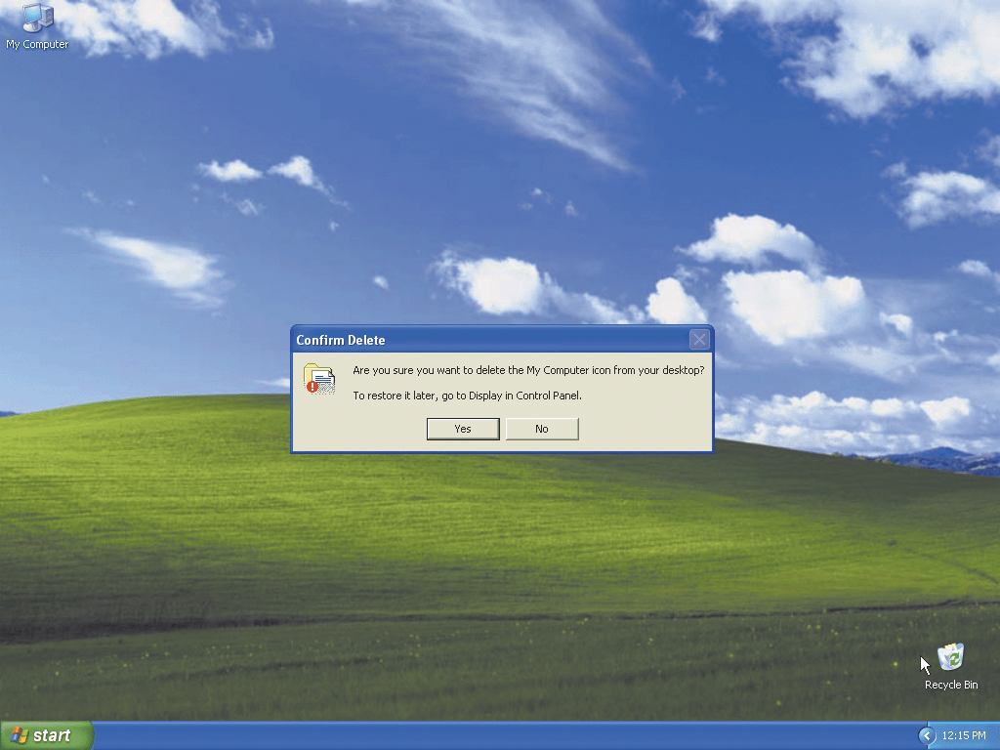 My Computer
Confirm Delete
Are you sure you want to delete the My Computer icon from your desktop?
To restore it later, go to Display in Control Panel.
Yes No
Recycle Bin
start 12:15 PM